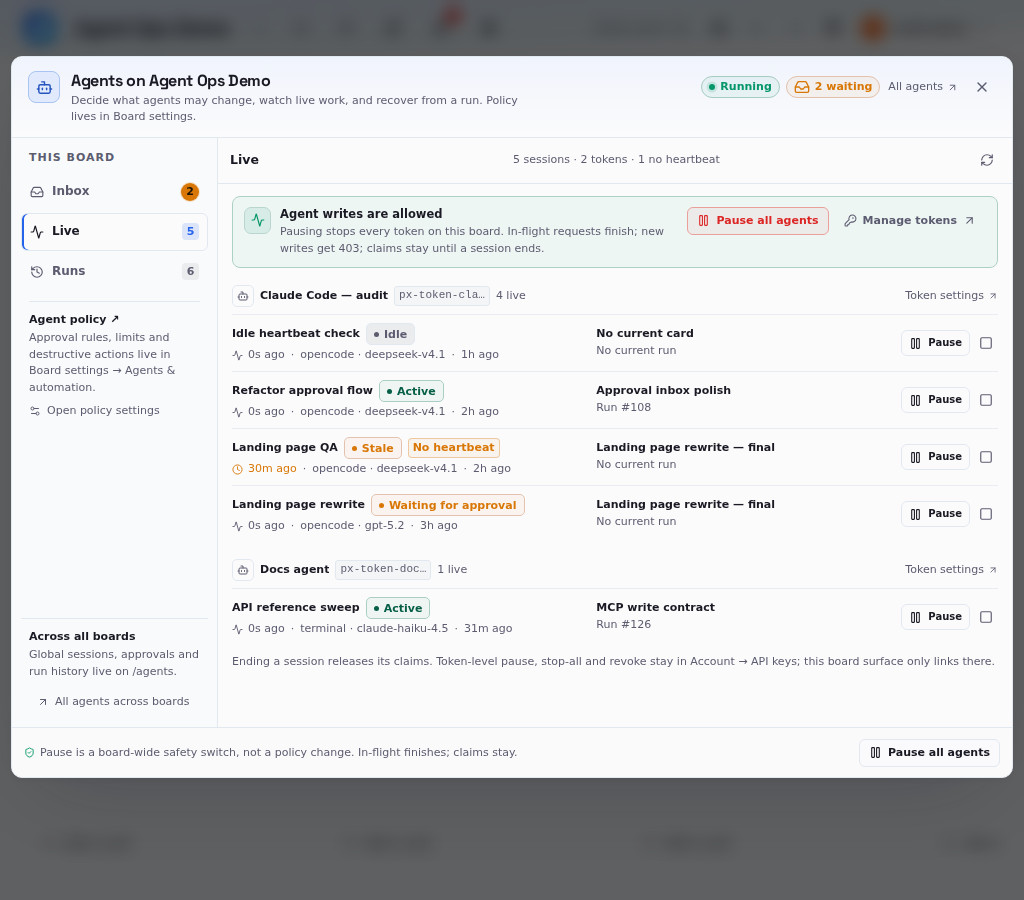 Agents on Agent Ops Demo
Decide what agents may change, watch live work, and recover from a run. Policy
lives in Board settings.
Running
2 waiting
All agents ↗
THIS BOARD
Inbox
2
Live
5
Runs
6
Agent policy ↗
Approval rules, limits and
destructive actions live in
Board settings → Agents &
automation.
Open policy settings
Across all boards
Global sessions, approvals and
run history live on /agents.
All agents across boards
Live
5 sessions · 2 tokens · 1 no heartbeat
Agent writes are allowed
Pausing stops every token on this board. In-flight requests finish; new
writes get 403; claims stay until a session ends.
Pause all agents
Manage tokens
Claude Code — audit px-token-cla… 4 live
Token settings
Idle heartbeat check Idle
0s ago · opencode · deepseek-v4.1 · 1h ago
No current card
No current run
Pause
Refactor approval flow Active
0s ago · opencode · deepseek-v4.1 · 2h ago
Approval inbox polish
Run #108
Pause
Landing page QA Stale No heartbeat
30m ago · opencode · deepseek-v4.1 · 2h ago
Landing page rewrite — final
No current run
Pause
Landing page rewrite Waiting for approval
0s ago · opencode · gpt-5.2 · 3h ago
Landing page rewrite — final
No current run
Pause
Docs agent px-token-doc… 1 live
Token settings
API reference sweep Active
0s ago · terminal · claude-haiku-4.5 · 31m ago
MCP write contract
Run #126
Pause
Ending a session releases its claims. Token-level pause, stop-all and revoke stay in Account → API keys; this board surface only links there.
Pause is a board-wide safety switch, not a policy change. In-flight finishes; claims stay.
Pause all agents